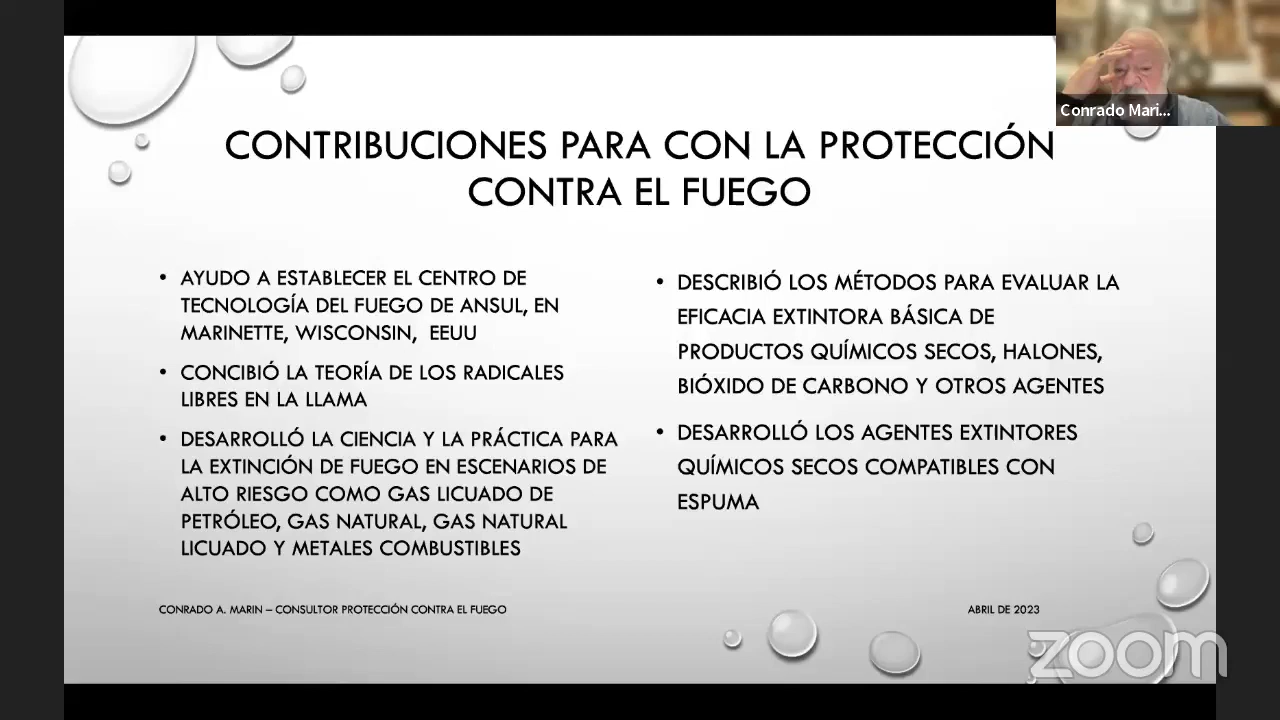 Conrado Mari...
CONTRIBUCIONES PARA CON LA PROTECCIÓN
CONTRA EL FUEGO
• AYUDO A ESTABLECER EL CENTRO DE
TECNOLOGÍA DEL FUEGO DE ANSUL, EN
MARINETTE, WISCONSIN, EEUU
• CONCIBIÓ LA TEORÍA DE LOS RADICALES
LIBRES EN LA LLAMA
• DESARROLLÓ LA CIENCIA Y LA PRÁCTICA PARA
LA EXTINCIÓN DE FUEGO EN ESCENARIOS DE
ALTO RIESGO COMO GAS LICUADO DE
PETRÓLEO, GAS NATURAL, GAS NATURAL
LICUADO Y METALES COMBUSTIBLES
• DESCRIBIÓ LOS MÉTODOS PARA EVALUAR LA
EFICACIA EXTINTORA BÁSICA DE
PRODUCTOS QUÍMICOS SECOS, HALONES,
BIÓXIDO DE CARBONO Y OTROS AGENTES
• DESARROLLÓ LOS AGENTES EXTINTORES
QUÍMICOS SECOS COMPATIBLES CON
ESPUMA
CONRADO A. MARIN – CONSULTOR PROTECCIÓN CONTRA EL FUEGO
ABRIL DE 2023
zoom